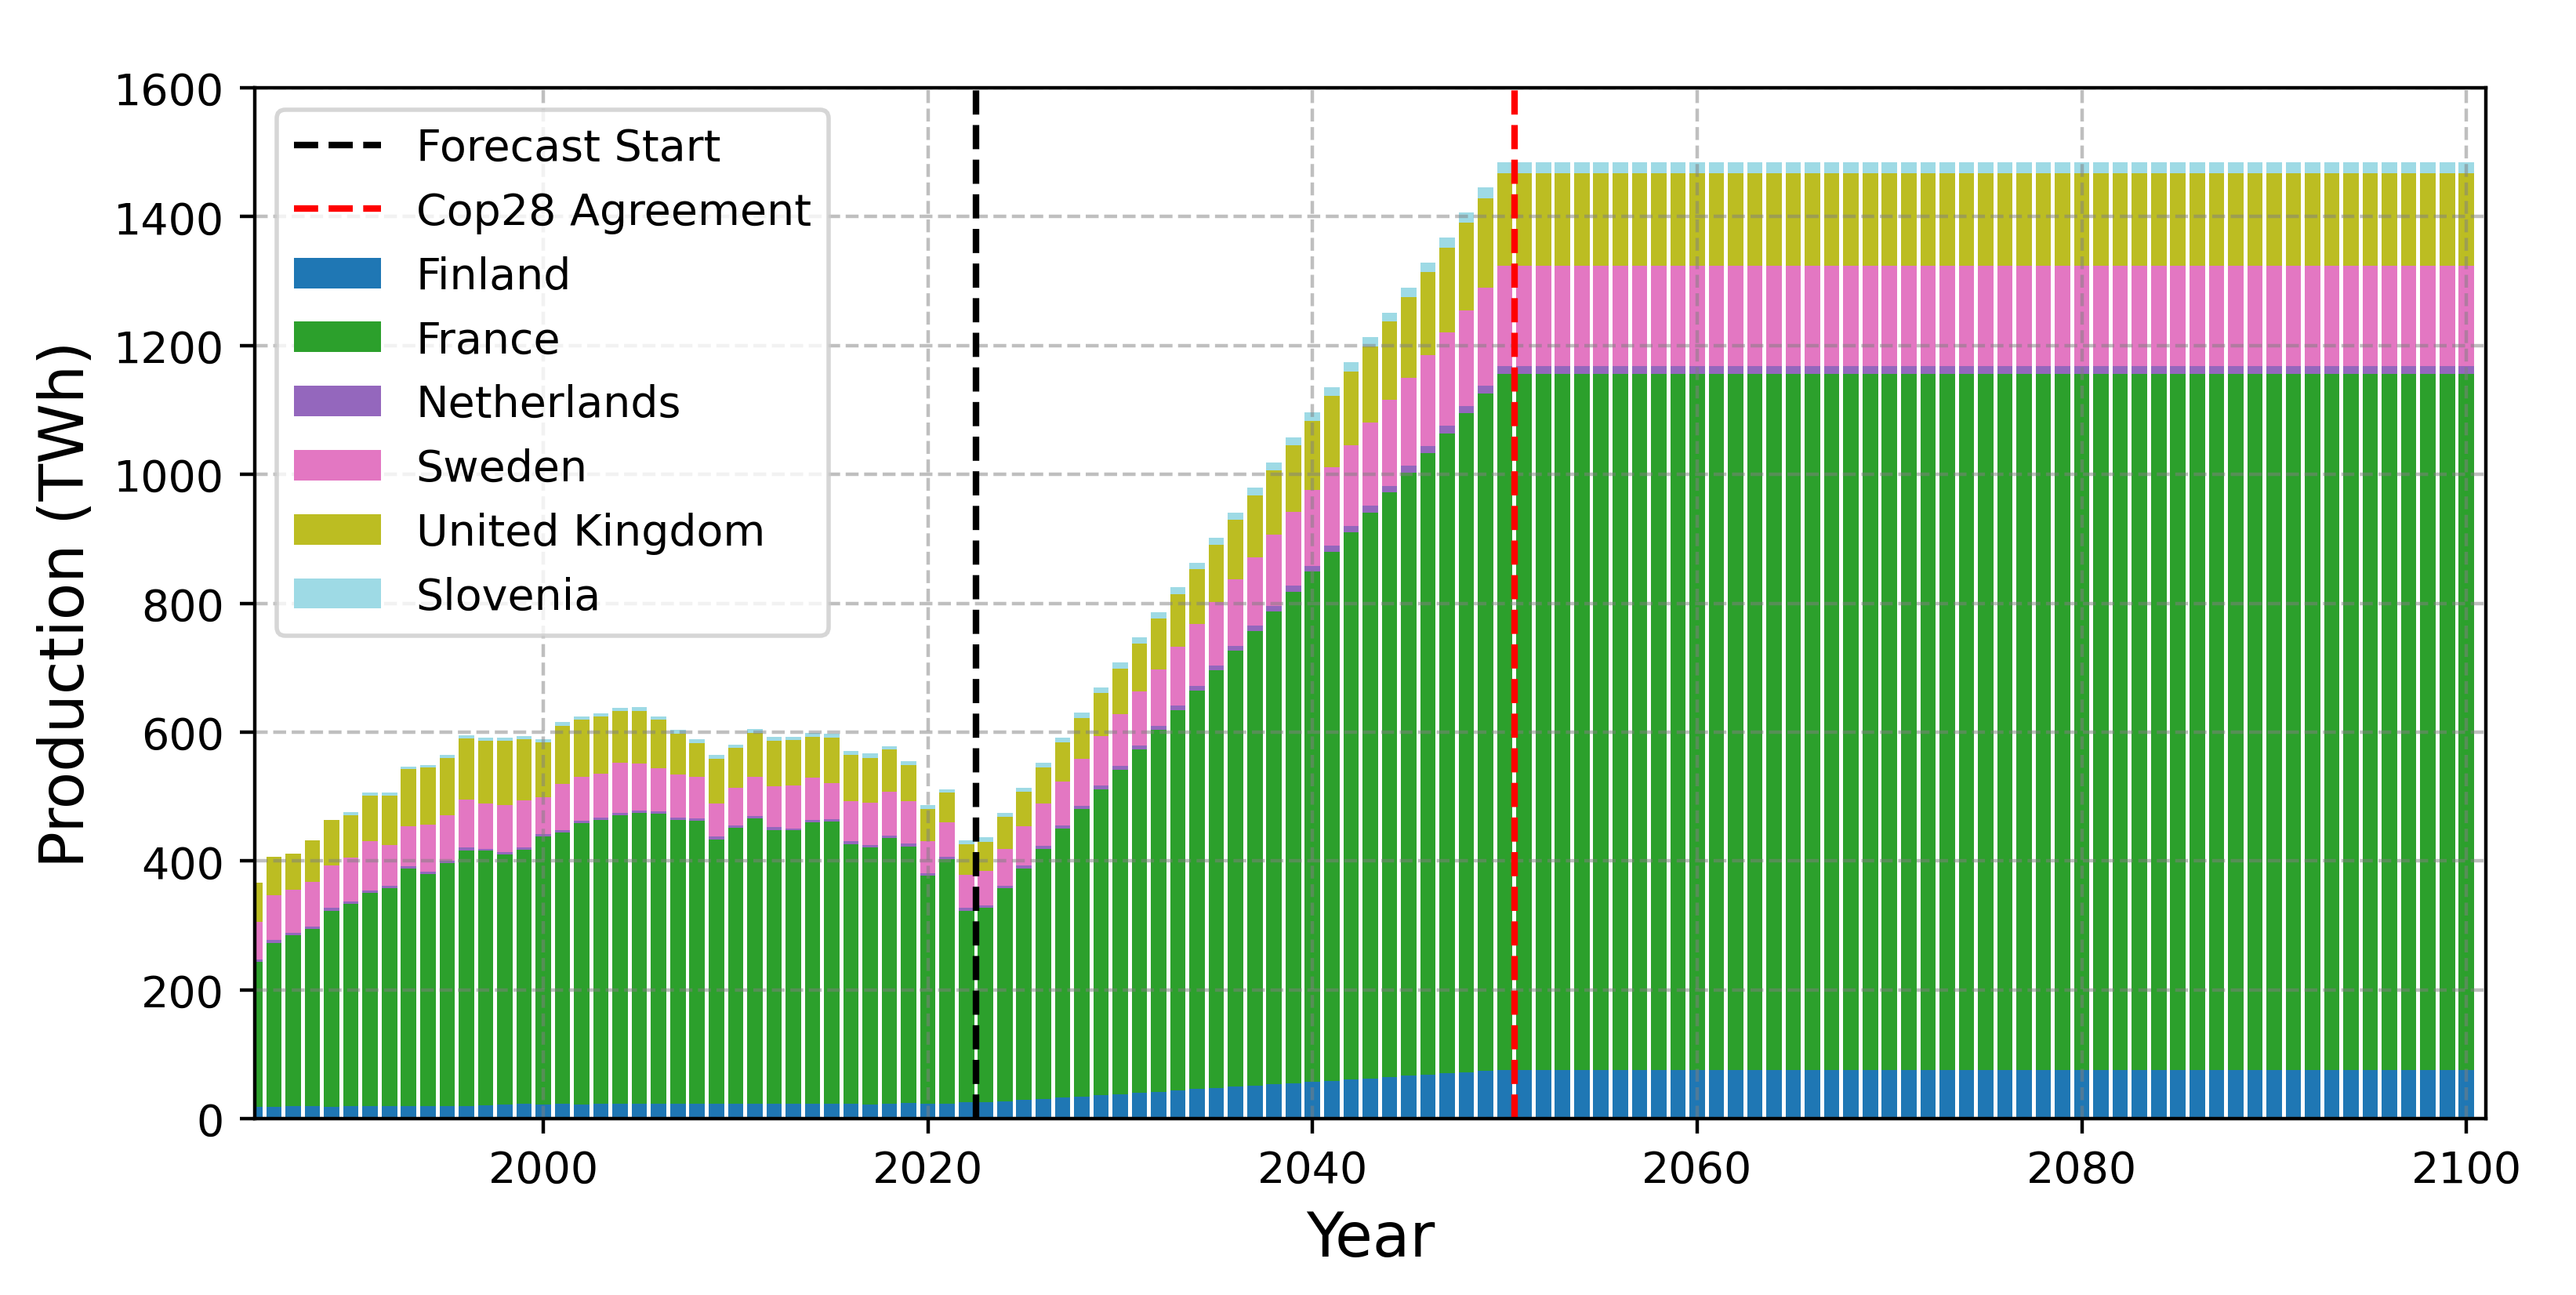 1600
1400
1200
1000
800
600
400
200
0
Production (TWh)
Forecast Start
Cop28 Agreement
Finland
France
Netherlands
Sweden
United Kingdom
Slovenia
2000 2020 2040 2060 2080 2100
Year